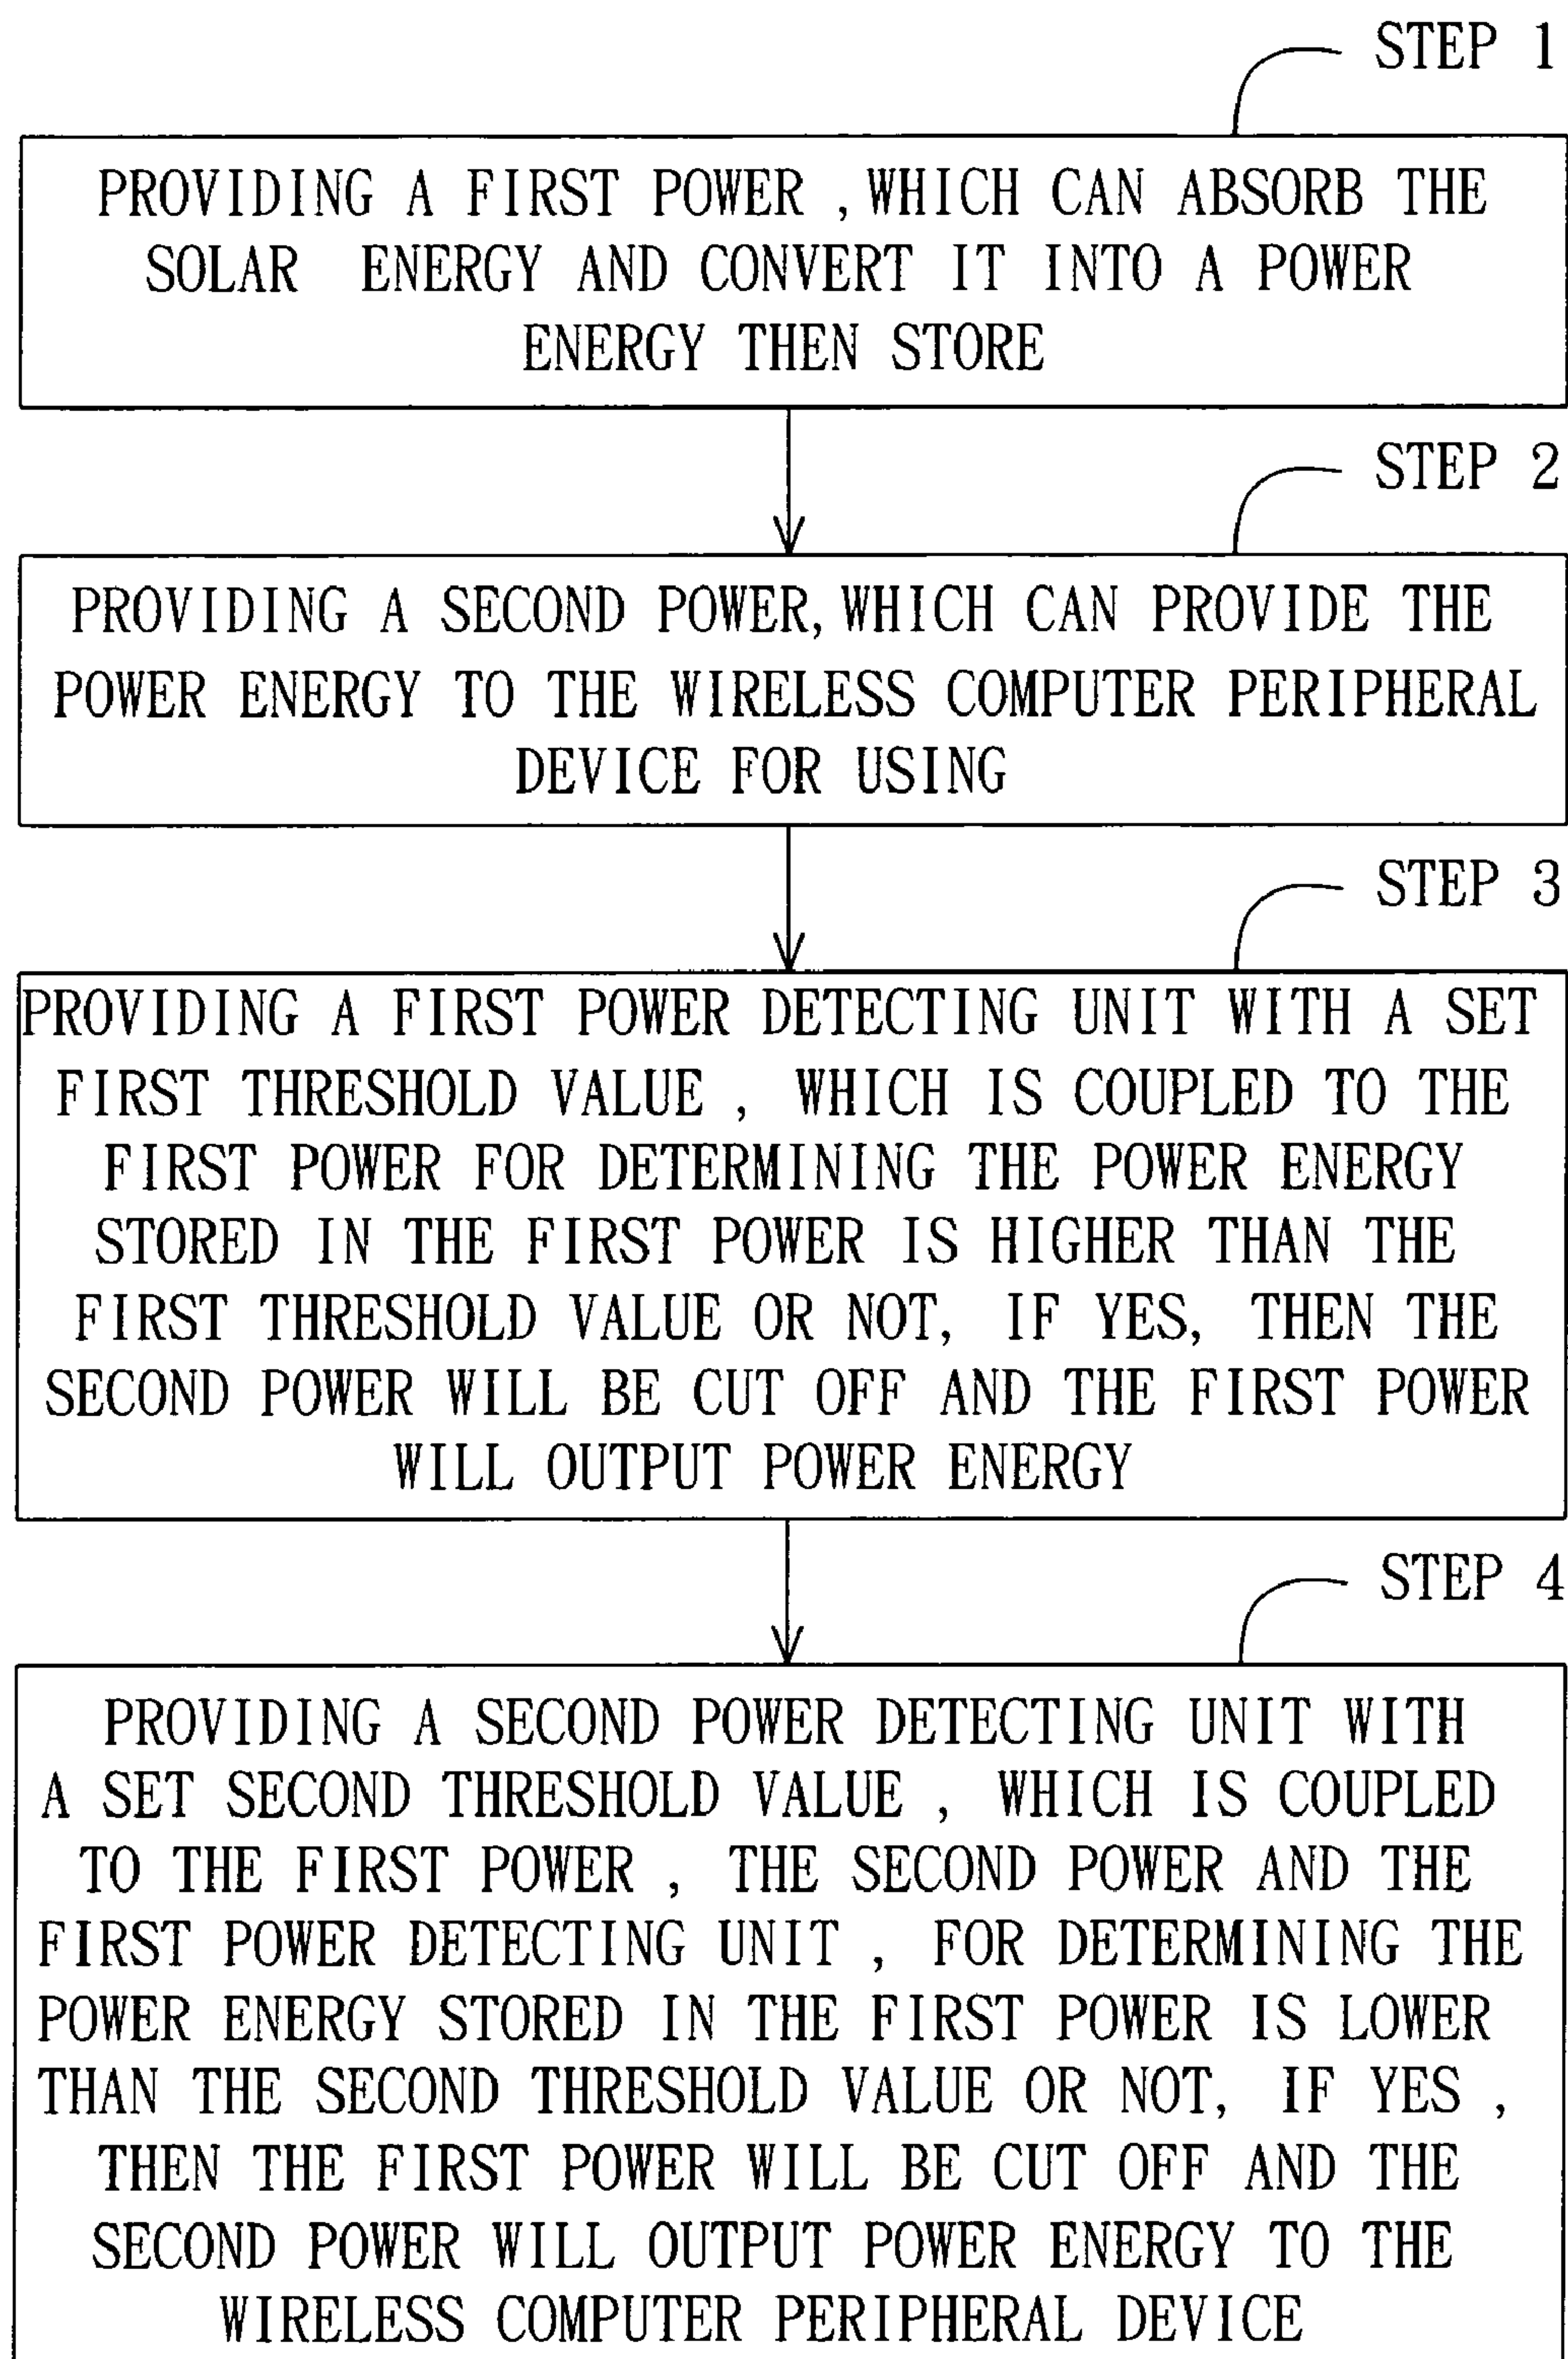 STEP 1
PROVIDING A FIRST POWER , WHICH CAN ABSORB THE
SOLAR ENERGY AND CONVERT IT INTO A POWER
ENERGY THEN STORE
STEP 2
PROVIDING A SECOND POWER, WHICH CAN PROVIDE THE
POWER ENERGY TO THE WIRELESS COMPUTER PERIPHERAL
DEVICE FOR USING
STEP 3
PROVIDING A FIRST POWER DETECTING UNIT WITH A SET
FIRST THRESHOLD VALUE , WHICH IS COUPLED TO THE
FIRST POWER FOR DETERMINING THE POWER ENERGY
STORED IN THE FIRST POWER IS HIGHER THAN THE
FIRST THRESHOLD VALUE OR NOT, IF YES, THEN THE
SECOND POWER WILL BE CUT OFF AND THE FIRST POWER
WILL OUTPUT POWER ENERGY
STEP 4
PROVIDING A SECOND POWER DETECTING UNIT WITH
A SET SECOND THRESHOLD VALUE , WHICH IS COUPLED
TO THE FIRST POWER , THE SECOND POWER AND THE
FIRST POWER DETECTING UNIT , FOR DETERMINING THE
POWER ENERGY STORED IN THE FIRST POWER IS LOWER
THAN THE SECOND THRESHOLD VALUE OR NOT, IF YES ,
THEN THE FIRST POWER WILL BE CUT OFF AND THE
SECOND POWER WILL OUTPUT POWER ENERGY TO THE
WIRELESS COMPUTER PERIPHERAL DEVICE